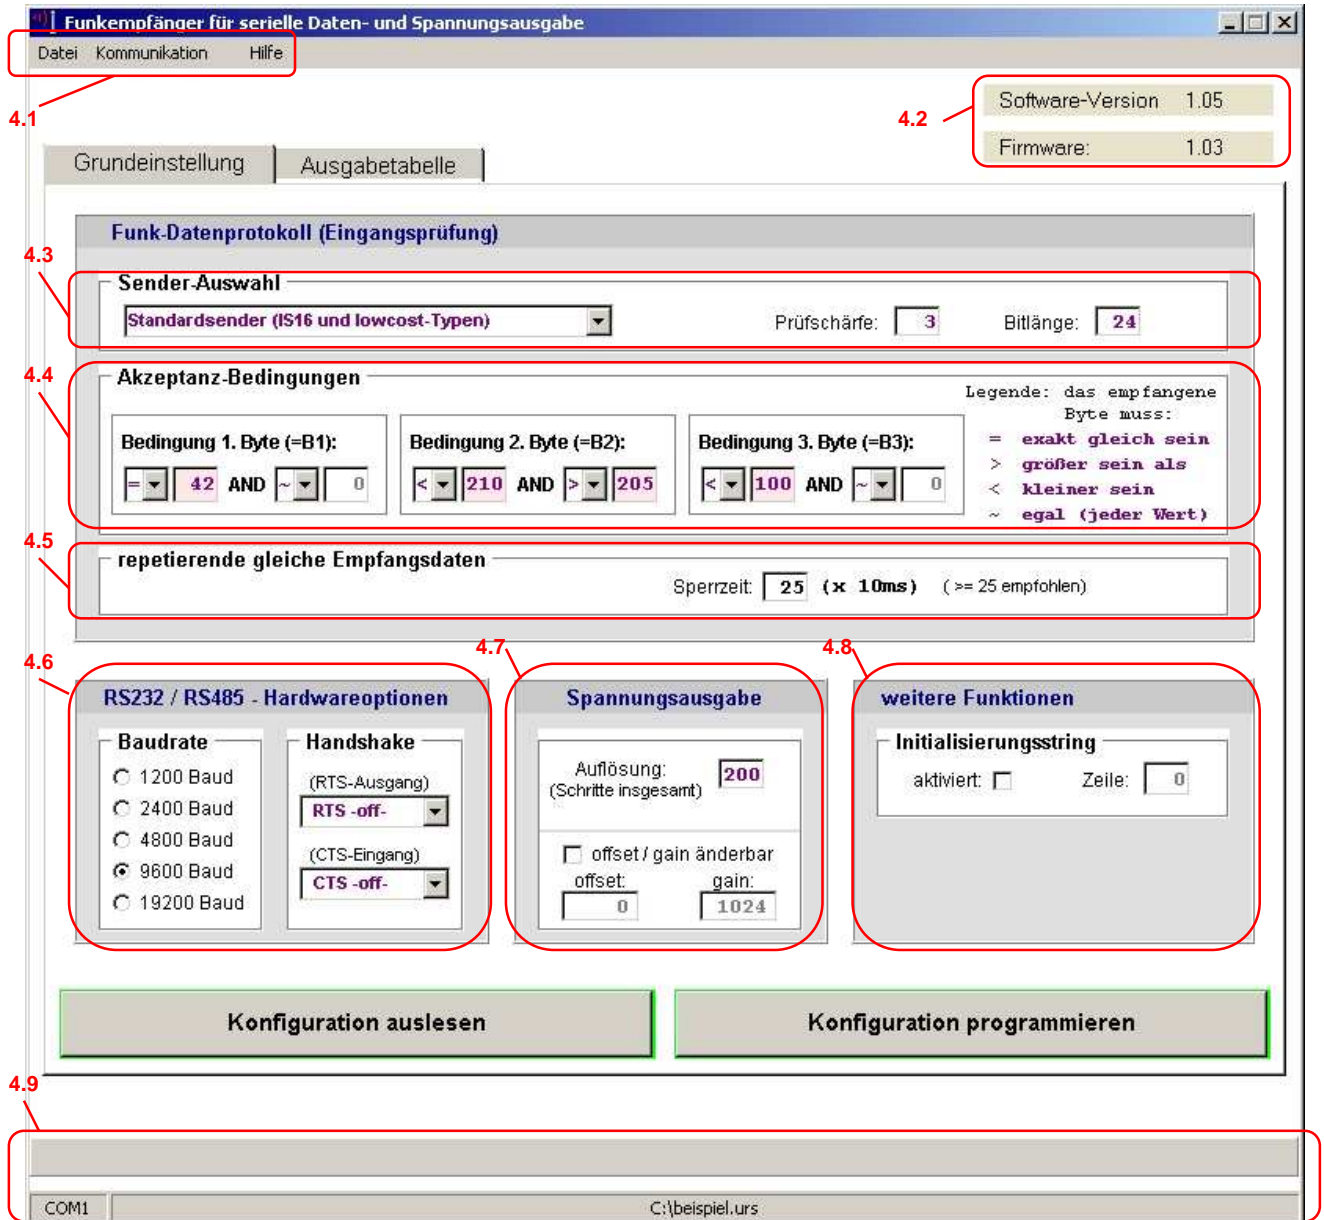 Funkempfänger für serielle Daten- und Spannungsausgabe
Datei Kommunikation Hilfe
4.1
4.2
Software-Version 1.05
Firmware: 1.03
Grundeinstellung Ausgabetabelle
Funk-Datenprotokoll (Eingangsprüfung)
4.3
Sender-Auswahl
Standardsender (IS16 und lowcost-Typen) Prüfschärfe: 3 Bitlänge: 24
4.4
Akzeptanz-Bedingungen
Legende: das empfangene
Byte muss:
= exakt gleich sein
> größer sein als
< kleiner sein
~ egal (jeder Wert)
Bedingung 1. Byte (=B1): Bedingung 2. Byte (=B2): Bedingung 3. Byte (=B3):
= 42 AND ~ 0 < 210 AND > 205 < 100 AND ~ 0
4.5
repetierende gleiche Empfangsdaten
Sperrzeit: 25 (x 10ms) ( >= 25 empfohlen)
4.6
4.7
4.8
RS232 / RS485 - Hardwareoptionen
Baudrate
1200 Baud
2400 Baud
4800 Baud
9600 Baud
19200 Baud
Handshake
(RTS-Ausgang)
RTS -off-
(CTS-Eingang)
CTS -off-
Spannungsausgabe
Auflösung: 200
(Schritte insgesamt)
offset / gain änderbar
offset: gain:
0 1024
weitere Funktionen
Initialisierungsstring
aktiviert: Zeile: 0
Konfiguration auslesen Konfiguration programmieren
4.9
COM1 C:\beispiel.urs